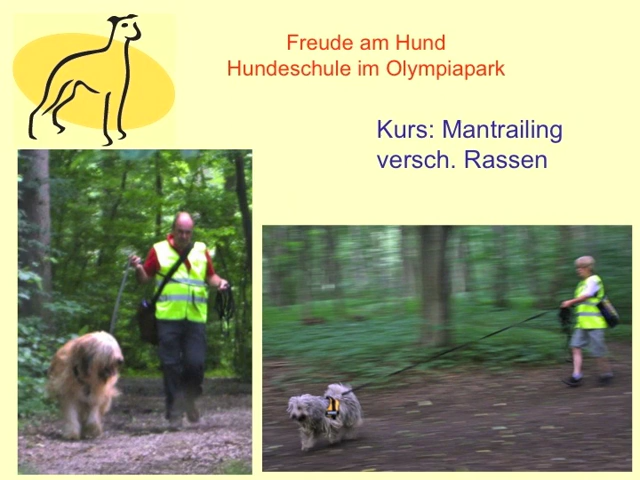 Freude am Hund
Hundeschule im Olympiapark
Kurs: Mantrailing
versch. Rassen